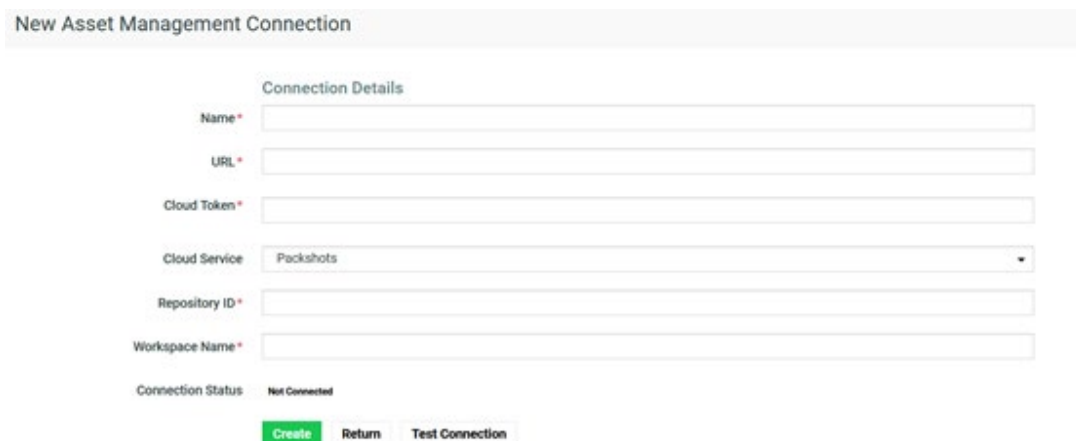 New Asset Management Connection
Connection Details
Name*
URL*
Cloud Token*
Cloud Service Packshots
Repository ID*
Workspace Name*
Connection Status Not Connected
Create Return Test Connection